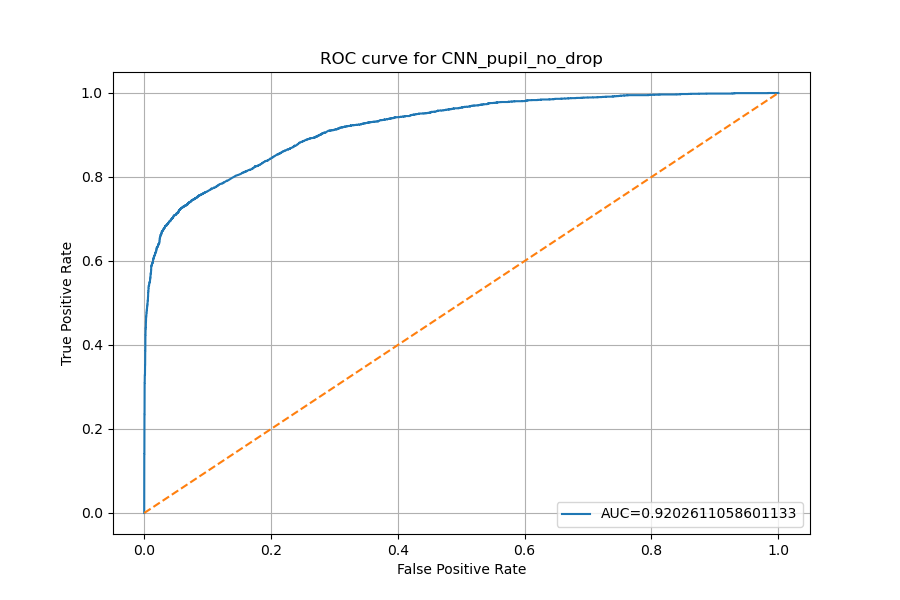 ROC curve for CNN_pupil_no_drop
1.0
0.8
0.6
0.4
0.2
0.0
True Positive Rate
AUC=0.9202611058601133
0.0 0.2 0.4 0.6 0.8 1.0
False Positive Rate